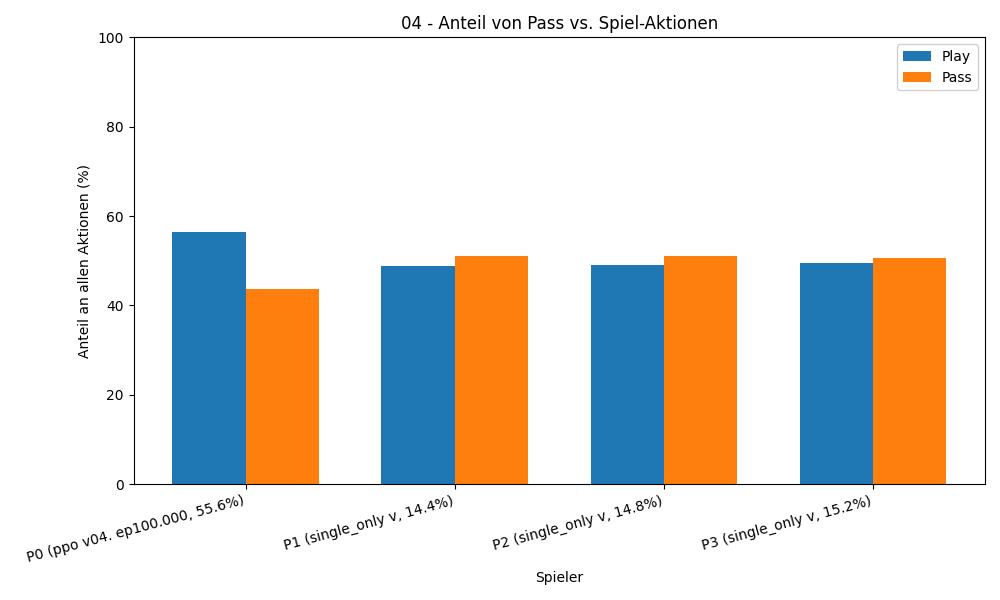 04 - Anteil von Pass vs. Spiel-Aktionen
Play
Pass
Anteil an allen Aktionen (%)
100
80
60
40
20
0
P0 (ppo v04. ep100.000, 55.6%)
P1 (single_only v, 14.4%)
P2 (single_only v, 14.8%)
P3 (single_only v, 15.2%)
Spieler